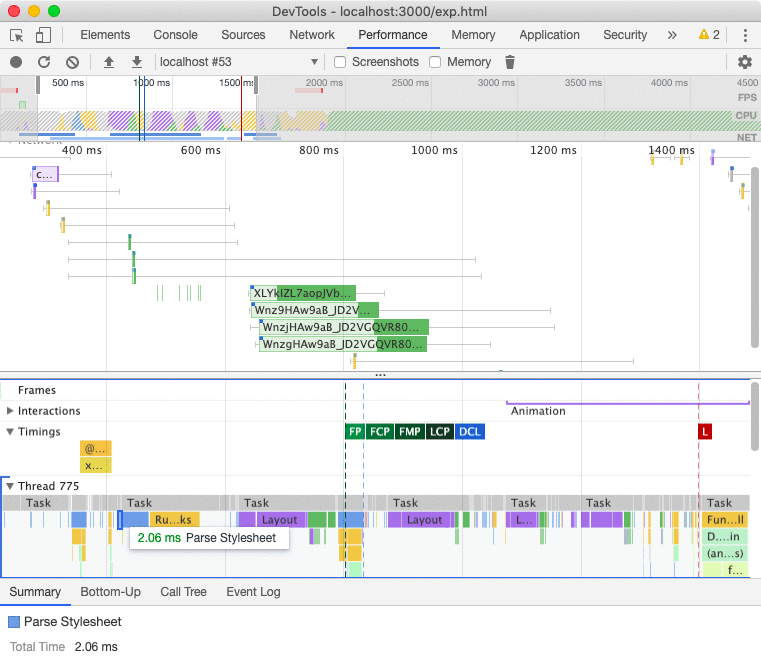 DevTools - localhost:3000/exp.html
Elements Console Sources Network Performance Memory Application Security » 2
localhost #53 Screenshots Memory
500 ms 1000 ms 1500 ms 2000 ms 2500 ms 3000 ms 3500 ms 4000 ms 4500
FPS
CPU
NET
Network
400 ms 600 ms 800 ms 1000 ms 1200 ms 1400 ms
c...
XLYkIZL7aopJVb...
Wnz9HAw9aB_JD2V...
WnzjHAw9aB_JD2VGQVR80...
WnzgHAw9aB_JD2VGQVR80...
...
Frames
Interactions Animation
Timings FP FCP FMP LCP DCL L
@...
x...
Thread 775
Task Task Task Task Task Task Task
Ru...ks Layout Layout L... Fun...ll
2.06 ms Parse Stylesheet D....in
(an...s)
f...
Summary Bottom-Up Call Tree Event Log
Parse Stylesheet
Total Time 2.06 ms